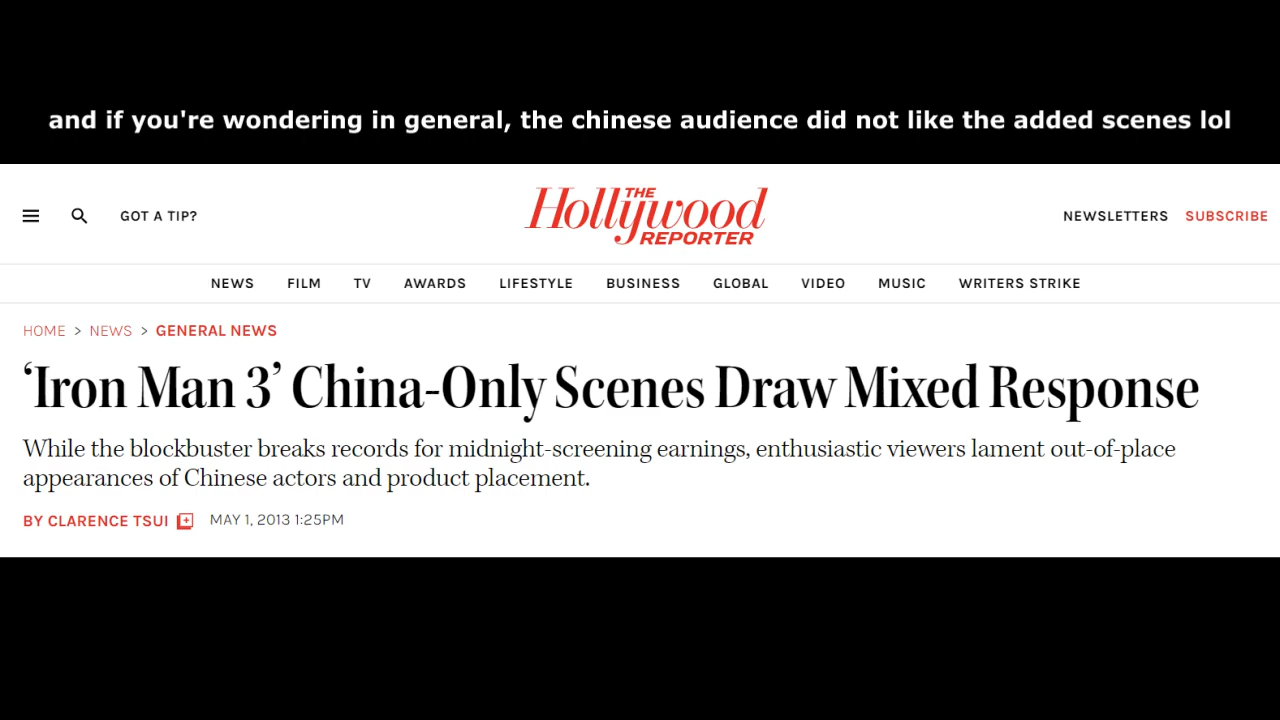 and if you're wondering in general, the chinese audience did not like the added scenes lol
GOT A TIP?
THE
Hollywood
REPORTER
NEWSLETTERS SUBSCRIBE
NEWS FILM TV AWARDS LIFESTYLE BUSINESS GLOBAL VIDEO MUSIC WRITERS STRIKE
HOME > NEWS > GENERAL NEWS
‘Iron Man 3’ China-Only Scenes Draw Mixed Response
While the blockbuster breaks records for midnight-screening earnings, enthusiastic viewers lament out-of-place
appearances of Chinese actors and product placement.
BY CLARENCE TSUI MAY 1, 2013 1:25PM